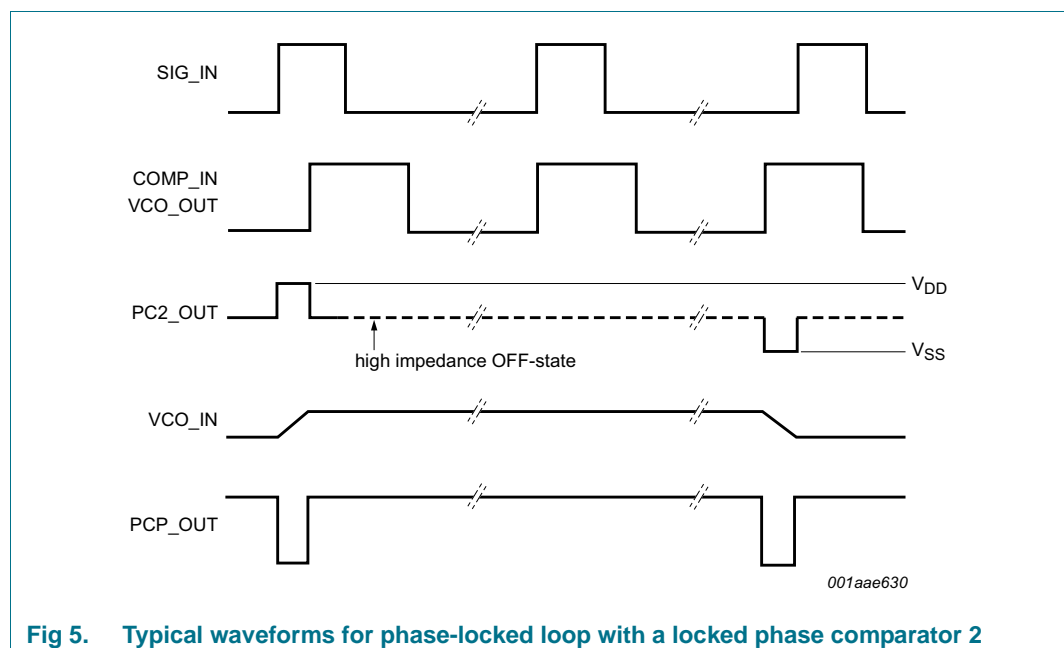 SIG_IN
COMP_IN
VCO_OUT
PC2_OUT
V_DD
high impedance OFF-state
V_SS
VCO_IN
PCP_OUT
001aae630
Fig 5. Typical waveforms for phase-locked loop with a locked phase comparator 2